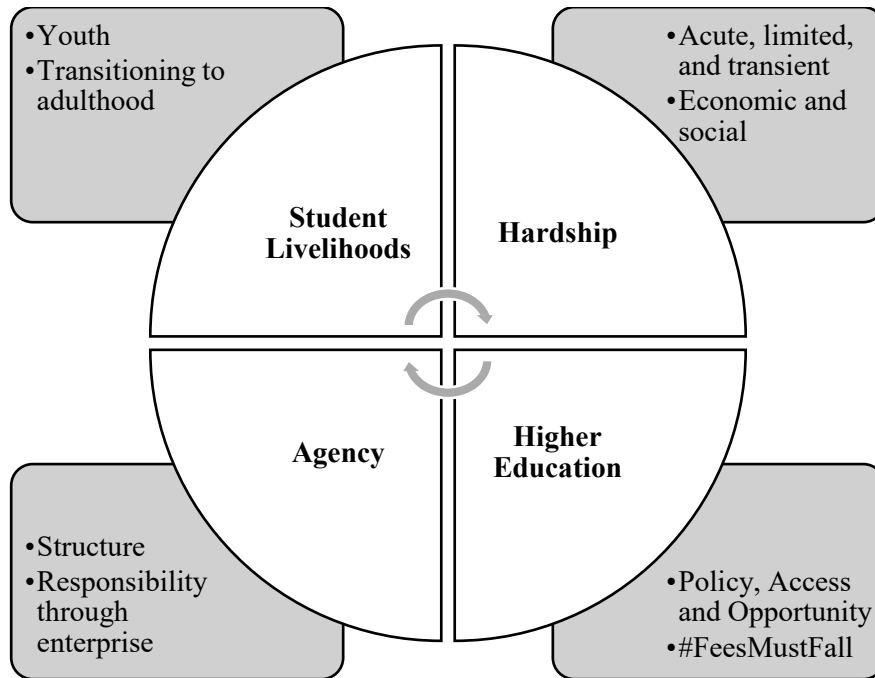 •Youth
•Transitioning to
adulthood
•Acute, limited,
and transient
•Economic and
social
Student
Livelihoods
Hardship
Agency
Higher
Education
•Structure
•Responsibility
through
enterprise
•Policy, Access
and Opportunity
•#FeesMustFall